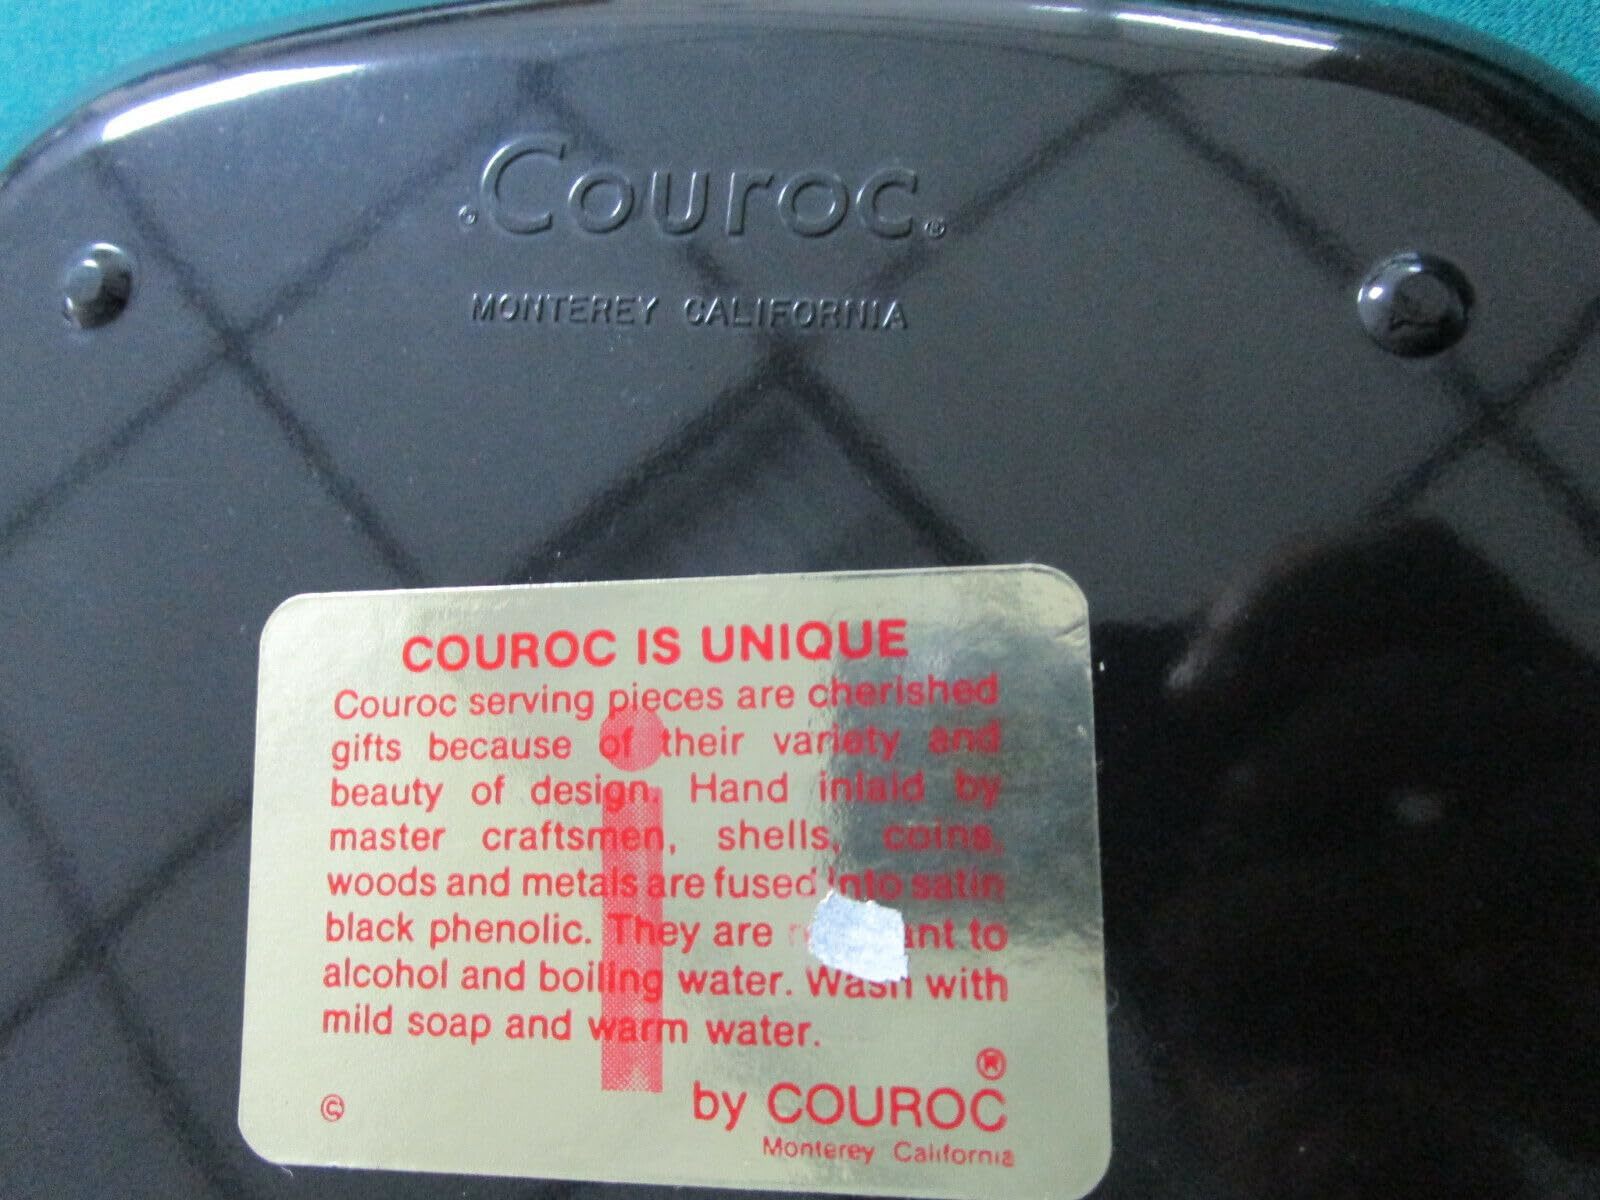 ®Couroc®
MONTEREY CALIFORNIA
COUROC IS UNIQUE
Couroc serving pieces are cherished
gifts because of their variety and
beauty of design. Hand inlaid by
master craftsmen, shells, coins,
woods and metals are fused into satin
black phenolic. They are ant to
alcohol and boiling water. Wash with
mild soap and warm water.
®
© by COUROC
Monterey California